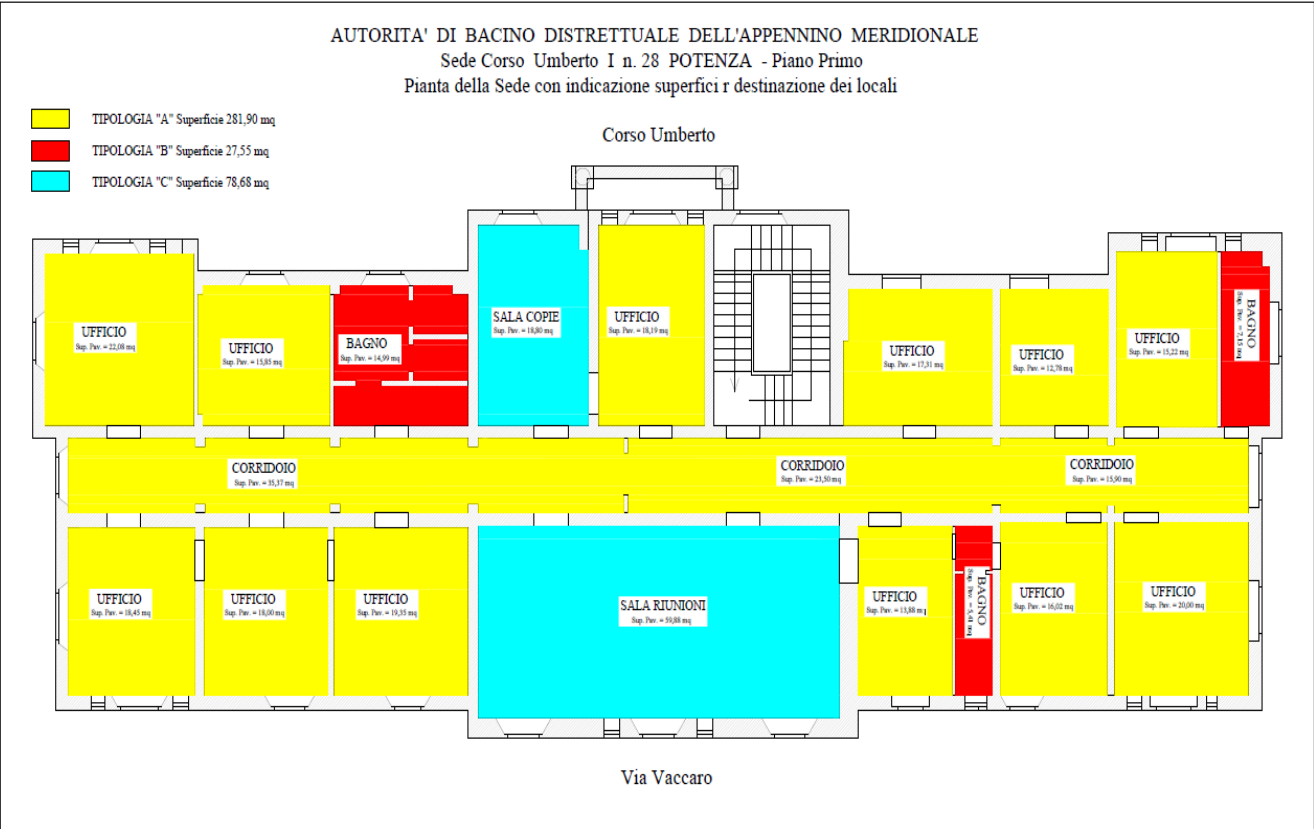 AUTORITA' DI BACINO DISTRETTUALE DELL'APPENNINO MERIDIONALE
Sede Corso Umberto I n. 28 POTENZA - Piano Primo
Pianta della Sede con indicazione superfici r destinazione dei locali
TIPOLOGIA "A" Superficie 281,90 mq
TIPOLOGIA "B" Superficie 27,55 mq
TIPOLOGIA "C" Superficie 78,68 mq
Corso Umberto
UFFICIO
Sup. Pav. = 22,08 mq
UFFICIO
Sup. Pav. = 15,85 mq
BAGNO
Sup. Pav. = 14,99 mq
SALA COPIE
Sup. Pav. = 18,80 mq
UFFICIO
Sup. Pav. = 18,19 mq
UFFICIO
Sup. Pav. = 17,31 mq
UFFICIO
Sup. Pav. = 12,78 mq
UFFICIO
Sup. Pav. = 15,22 mq
BAGNO
Sup. Pav. = 7,15 mq
CORRIDOIO
Sup. Pav. = 35,37 mq
CORRIDOIO
Sup. Pav. = 23,50 mq
CORRIDOIO
Sup. Pav. = 15,90 mq
UFFICIO
Sup. Pav. = 18,45 mq
UFFICIO
Sup. Pav. = 18,00 mq
UFFICIO
Sup. Pav. = 19,35 mq
SALA RIUNIONI
Sup. Pav. = 59,88 mq
UFFICIO
Sup. Pav. = 13,88 mq
BAGNO
Sup. Pav. = 5,41 mq
UFFICIO
Sup. Pav. = 16,02 mq
UFFICIO
Sup. Pav. = 20,00 mq
Via Vaccaro